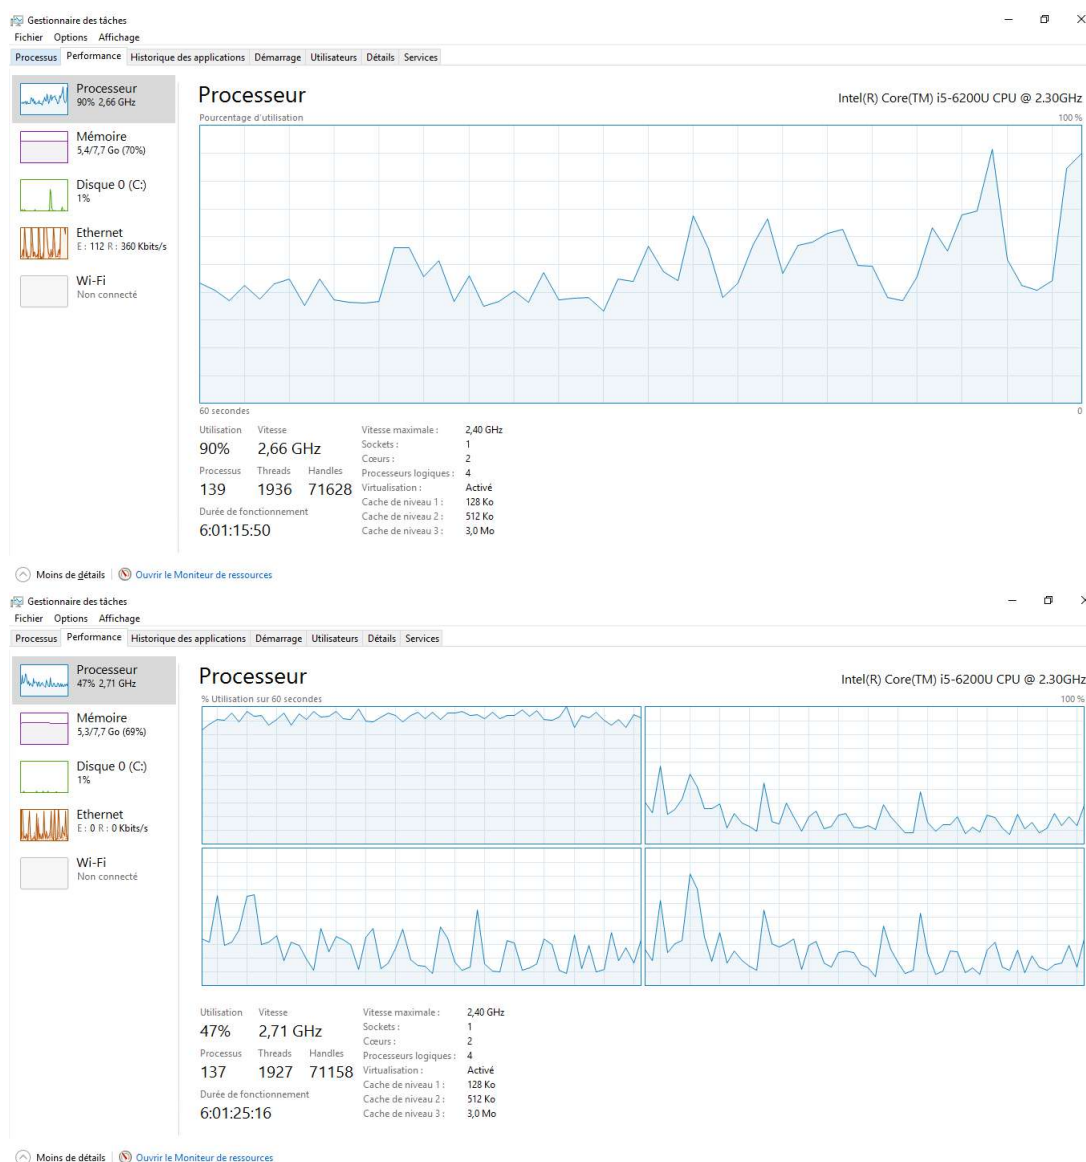 Gestionnaire des tâches
Fichier Options Affichage
Processus Performance Historique des applications Démarrage Utilisateurs Détails Services
Processeur
90% 2,66 GHz
Mémoire
5,4/7,7 Go (70%)
Disque 0 (C:)
1%
Ethernet
E : 112 R : 360 Kbits/s
Wi-Fi
Non connecté
Processeur Intel(R) Core(TM) i5-6200U CPU @ 2.30GHz
Pourcentage d'utilisation 100 %
60 secondes 0
Utilisation Vitesse
90% 2,66 GHz
Processus Threads Handles
139 1936 71628
Durée de fonctionnement
6:01:15:50
Vitesse maximale : 2,40 GHz
Sockets : 1
Cœurs : 2
Processeurs logiques : 4
Virtualisation : Activé
Cache de niveau 1 : 128 Ko
Cache de niveau 2 : 512 Ko
Cache de niveau 3 : 3,0 Mo
Moins de détails Ouvrir le Moniteur de ressources
Gestionnaire des tâches
Fichier Options Affichage
Processus Performance Historique des applications Démarrage Utilisateurs Détails Services
Processeur
47% 2,71 GHz
Mémoire
5,3/7,7 Go (69%)
Disque 0 (C:)
1%
Ethernet
E : 0 R : 0 Kbits/s
Wi-Fi
Non connecté
Processeur Intel(R) Core(TM) i5-6200U CPU @ 2.30GHz
% Utilisation sur 60 secondes 100 %
Utilisation Vitesse
47% 2,71 GHz
Processus Threads Handles
137 1927 71158
Durée de fonctionnement
6:01:25:16
Vitesse maximale : 2,40 GHz
Sockets : 1
Cœurs : 2
Processeurs logiques : 4
Virtualisation : Activé
Cache de niveau 1 : 128 Ko
Cache de niveau 2 : 512 Ko
Cache de niveau 3 : 3,0 Mo
Moins de détails Ouvrir le Moniteur de ressources